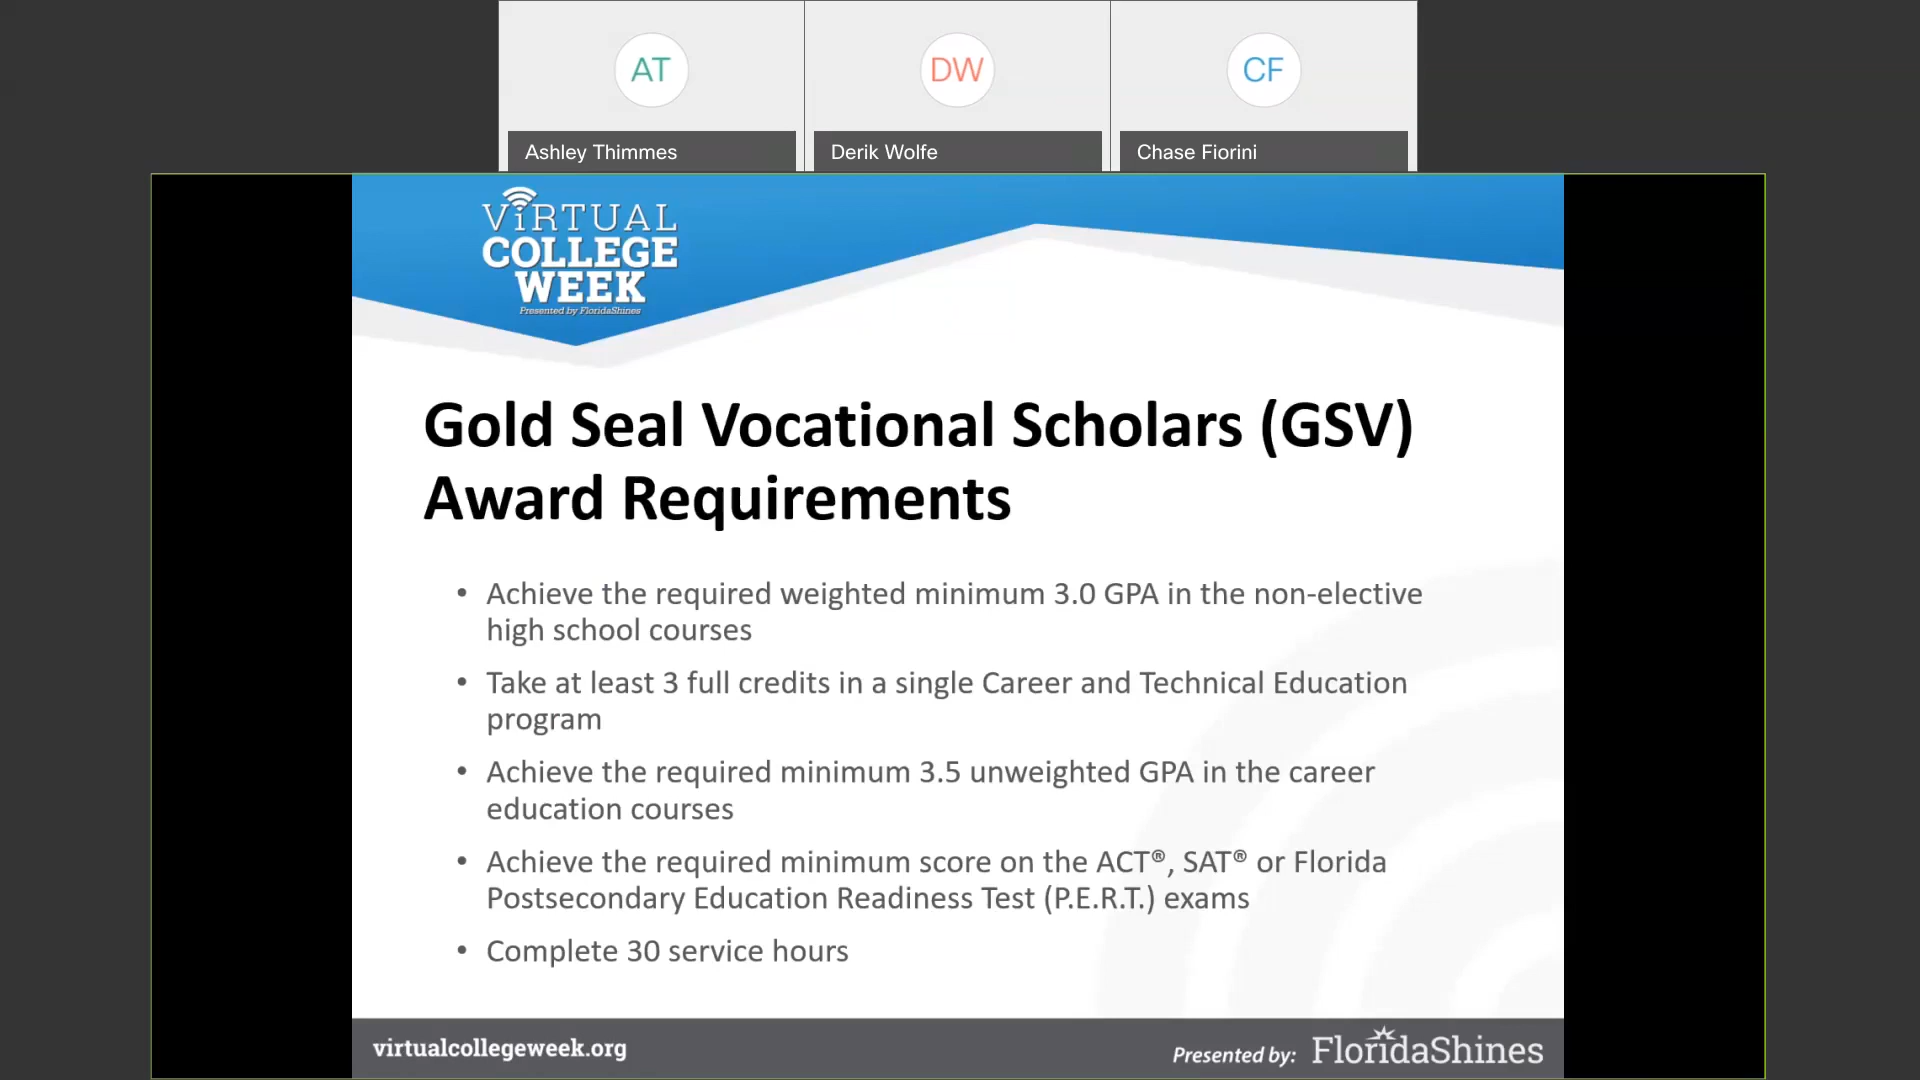 AT
DW
CF
Ashley Thimmes
Derik Wolfe
Chase Fiorini
ViRTUAL
COLLEGE
WEEK
Presented by FloridaShines
Gold Seal Vocational Scholars (GSV)
Award Requirements
• Achieve the required weighted minimum 3.0 GPA in the non-elective
high school courses
• Take at least 3 full credits in a single Career and Technical Education
program
• Achieve the required minimum 3.5 unweighted GPA in the career
education courses
• Achieve the required minimum score on the ACT®, SAT® or Florida
Postsecondary Education Readiness Test (P.E.R.T.) exams
• Complete 30 service hours
virtualcollegeweek.org
Presented by: FloridaShines